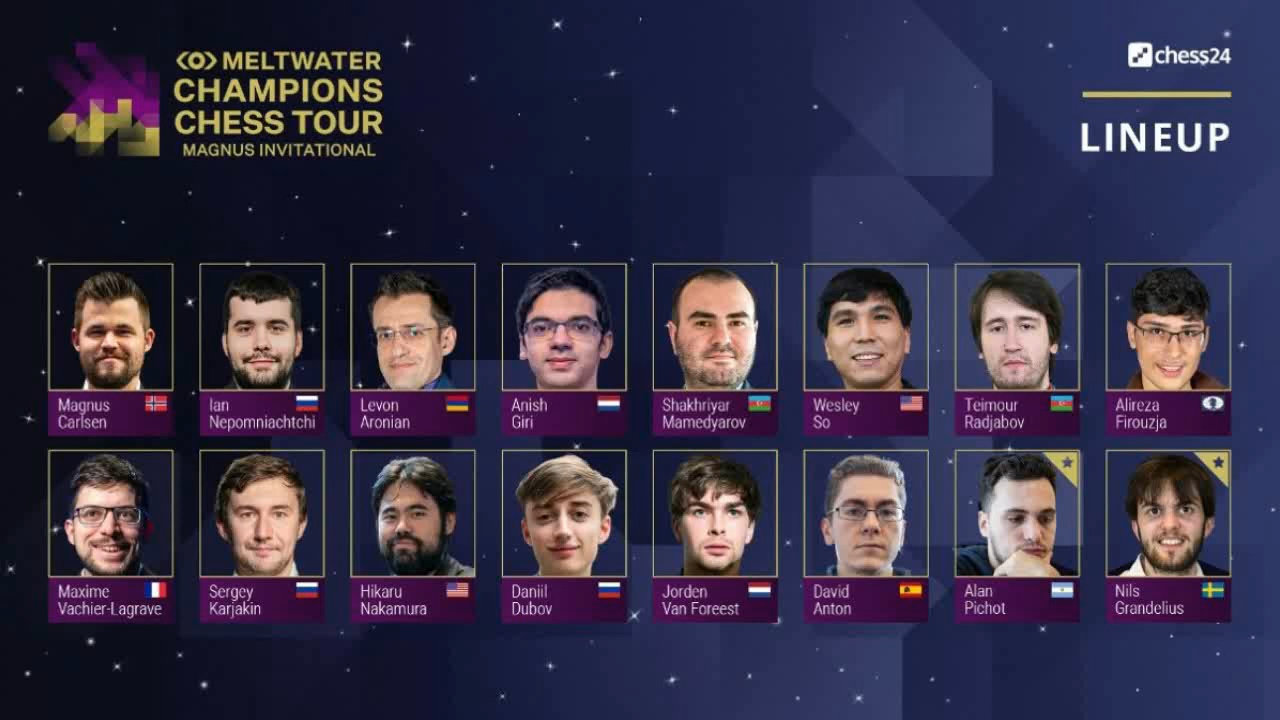 MELTWATER
CHAMPIONS
CHESS TOUR
MAGNUS INVITATIONAL
chess24
LINEUP
Magnus
Carlsen
Ian
Nepomniachtchi
Levon
Aronian
Anish
Giri
Shakhriyar
Mamedyarov
Wesley
So
Teimour
Radjabov
Alireza
Firouzja
Maxime
Vachier-Lagrave
Sergey
Karjakin
Hikaru
Nakamura
Daniil
Dubov
Jorden
Van Foreest
David
Anton
Alan
Pichot
Nils
Grandelius